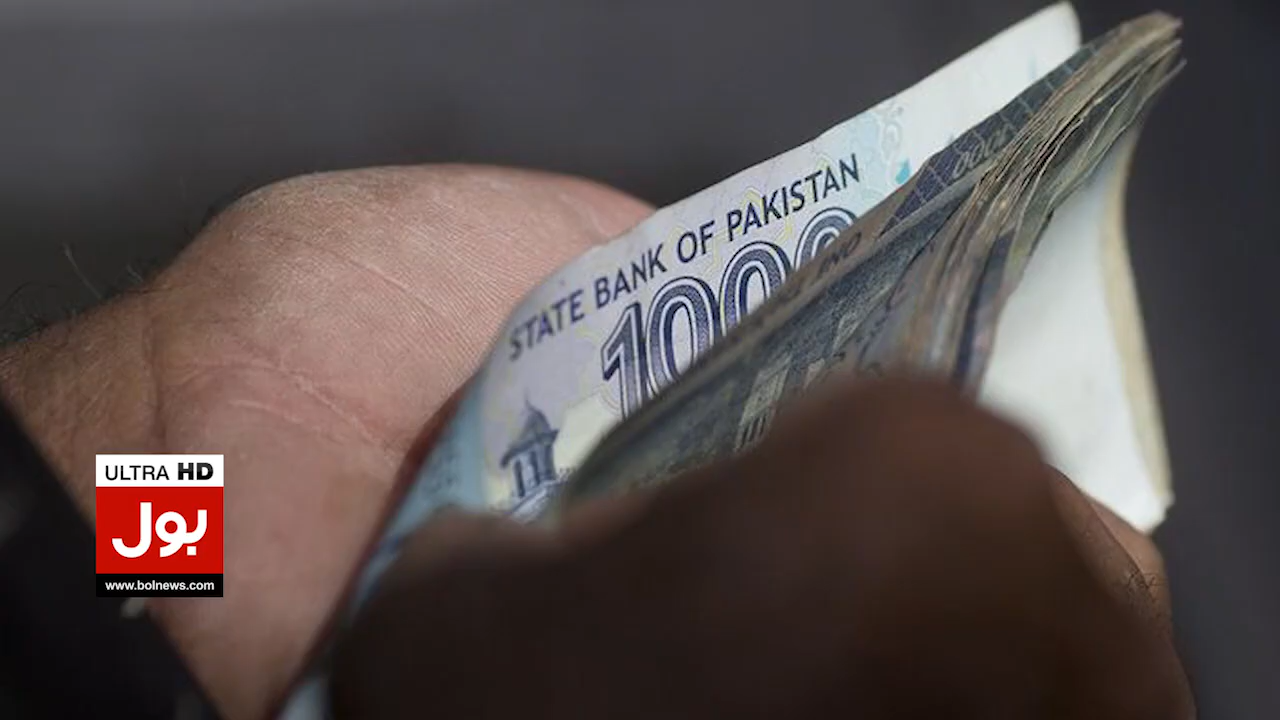 STATE BANK OF PAKISTAN
1000
ULTRA HD
بول
www.bolnews.com